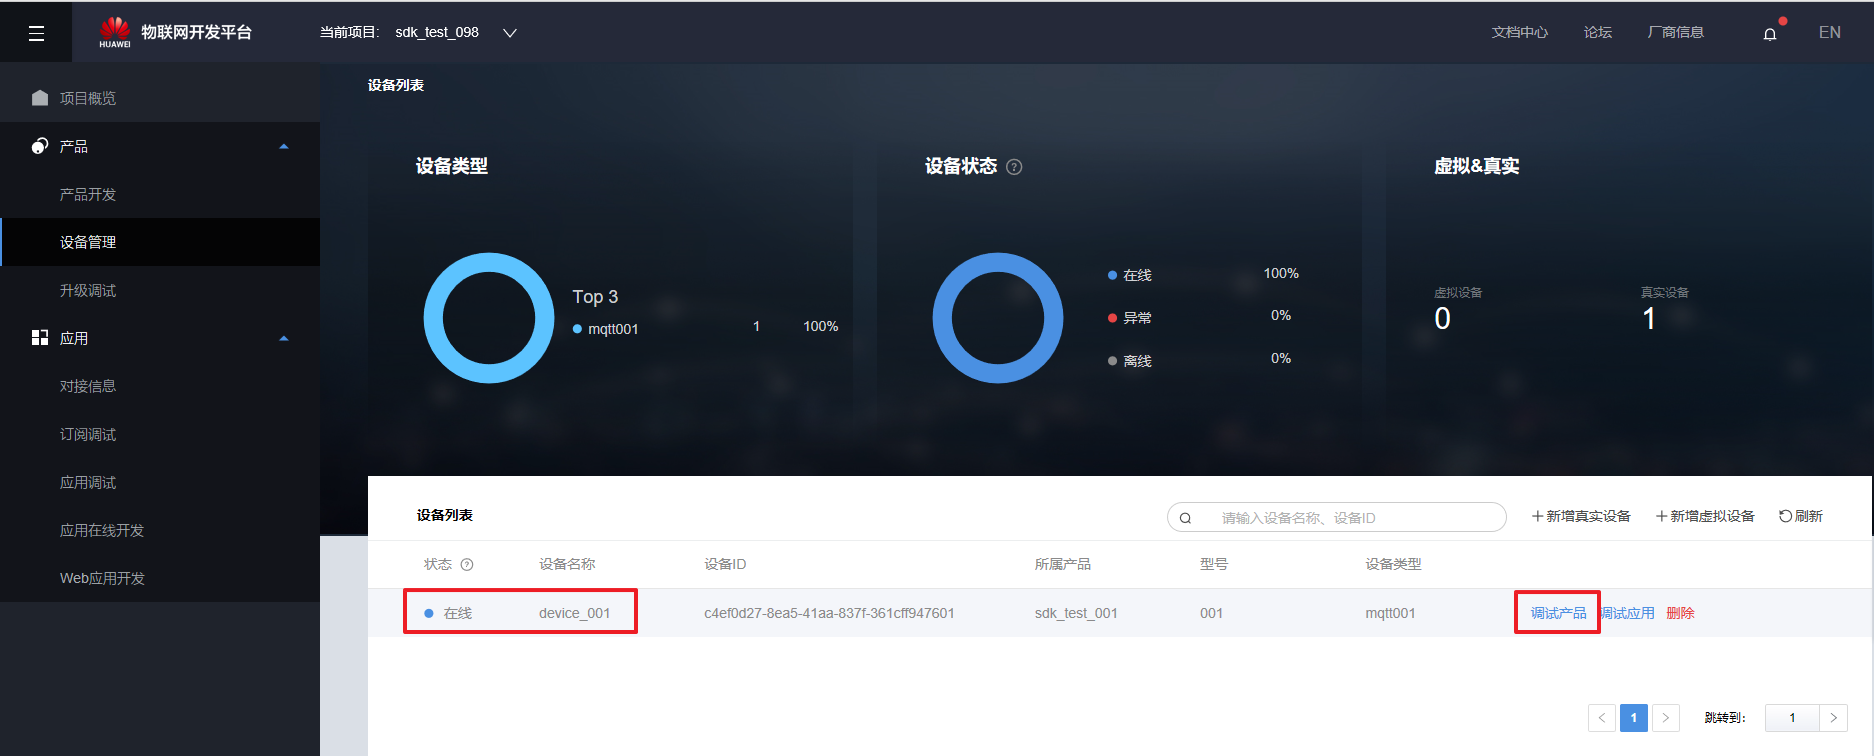 HUAWEI 物联网开发平台 当前项目: sdk_test_098 文档中心 论坛 厂商信息 EN
项目概览
产品
产品开发
设备管理
升级调试
应用
对接信息
订阅调试
应用调试
应用在线开发
Web应用开发
设备列表
设备类型
Top 3
mqtt001 1 100%
设备状态
在线 100%
异常 0%
离线 0%
虚拟&真实
虚拟设备 真实设备
0 1
设备列表 请输入设备名称、设备ID +新增真实设备 +新增虚拟设备 刷新
状态 设备名称 设备ID 所属产品 型号 设备类型
在线 device_001 c4ef0d27-8ea5-41aa-837f-361cff947601 sdk_test_001 001 mqtt001 调试产品 调试应用 删除
< 1 > 跳转到: 1 >